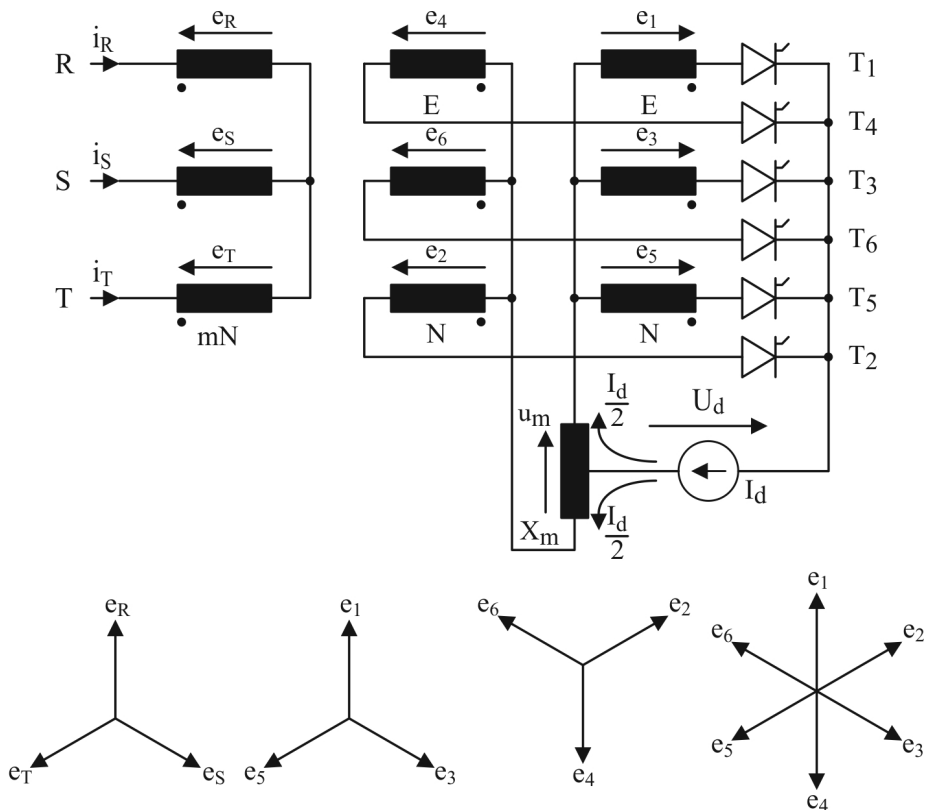 e_R e_4 e_1
R i_R T_1
E E T_4
e_S e_6 e_3
S i_S T_3
T_6
e_T e_2 e_5
T i_T T_5
mN N N T_2
I_d/2 U_d
u_m
X_m I_d/2 I_d
e_R e_1 e_6 e_2 e_1
e_6 e_2
e_T e_S e_5 e_3 e_4 e_5 e_3
e_4